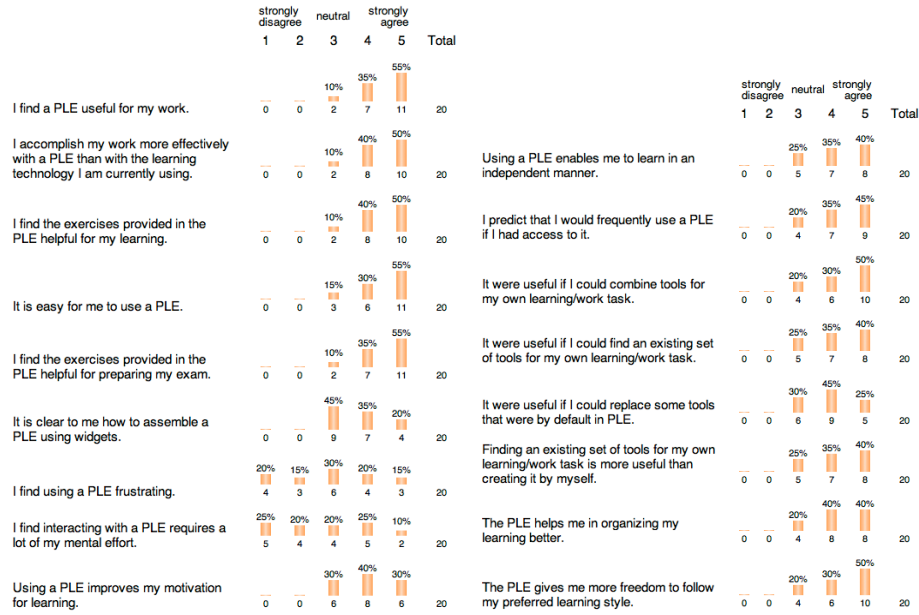 strongly disagree neutral strongly agree
1 2 3 4 5 Total
10% 35% 55%
I find a PLE useful for my work.
0 0 2 7 11 20
I accomplish my work more effectively
with a PLE than with the learning
technology I am currently using.
10% 40% 50%
0 0 2 8 10 20
I find the exercises provided in the
PLE helpful for my learning.
10% 40% 50%
0 0 2 8 10 20
It is easy for me to use a PLE.
15% 30% 55%
0 0 3 6 11 20
I find the exercises provided in the
PLE helpful for preparing my exam.
10% 35% 55%
0 0 2 7 11 20
It is clear to me how to assemble a
PLE using widgets.
45% 35% 20%
0 0 9 7 4 20
I find using a PLE frustrating.
20% 15% 30% 20% 15%
4 3 6 4 3 20
I find interacting with a PLE requires a
lot of my mental effort.
25% 20% 20% 25% 10%
5 4 4 5 2 20
Using a PLE improves my motivation
for learning.
30% 40% 30%
0 0 6 8 6 20
strongly disagree neutral strongly agree
1 2 3 4 5 Total
Using a PLE enables me to learn in an
independent manner.
25% 35% 40%
0 0 5 7 8 20
I predict that I would frequently use a PLE
if I had access to it.
20% 35% 45%
0 0 4 7 9 20
It were useful if I could combine tools for
my own learning/work task.
20% 30% 50%
0 0 4 6 10 20
It were useful if I could find an existing set
of tools for my own learning/work task.
25% 35% 40%
0 0 5 7 8 20
It were useful if I could replace some tools
that were by default in PLE.
30% 45% 25%
0 0 6 9 5 20
Finding an existing set of tools for my own
learning/work task is more useful than
creating it by myself.
25% 35% 40%
0 0 5 7 8 20
The PLE helps me in organizing my
learning better.
20% 40% 40%
0 0 4 8 8 20
The PLE gives me more freedom to follow
my preferred learning style.
20% 30% 50%
0 0 4 6 10 20